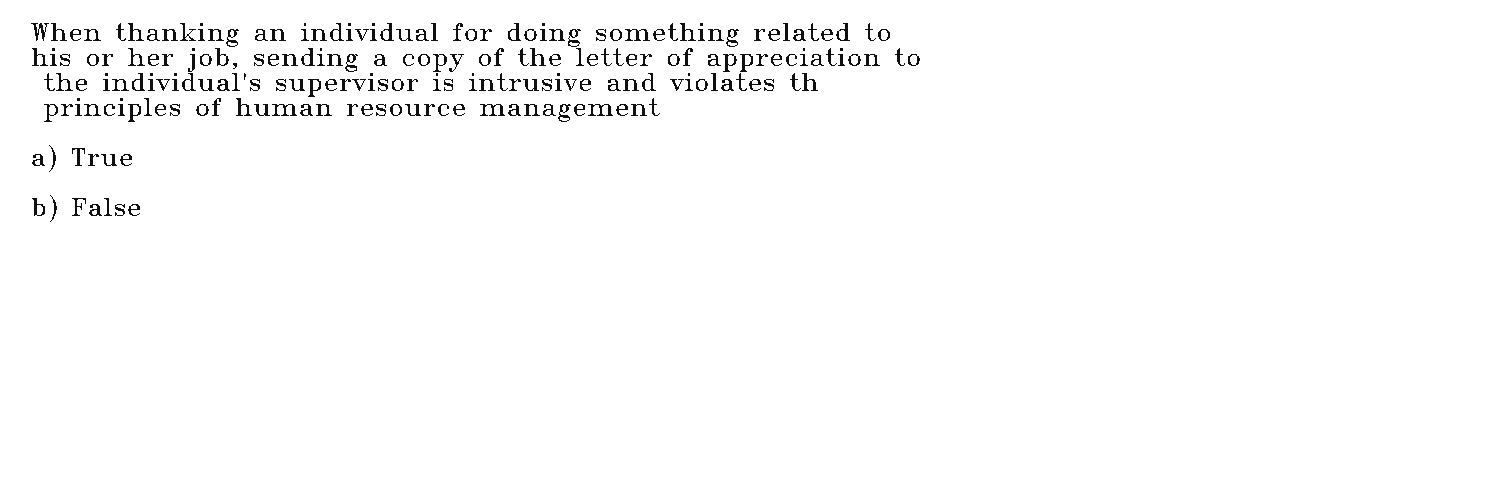 When thanking an individual for doing something related to
his or her job, sending a copy of the letter of appreciation to
the individual's supervisor is intrusive and violates th
principles of human resource management
a) True
b) False